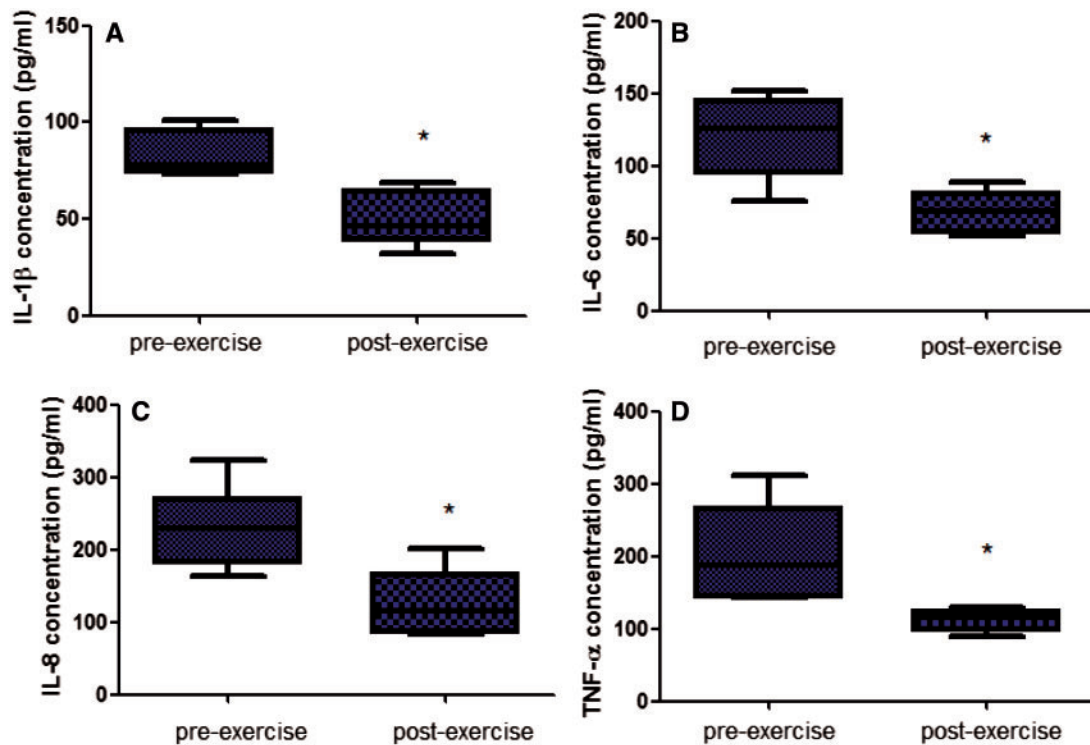 A
IL-1β concentration (pg/ml)
150
100
50
0
*
pre-exercise post-exercise
B
IL-6 concentration (pg/ml)
200
150
100
50
0
*
pre-exercise post-exercise
C
IL-8 concentration (pg/ml)
400
300
200
100
0
*
pre-exercise post-exercise
D
TNF-α concentration (pg/ml)
400
300
200
100
0
*
pre-exercise post-exercise